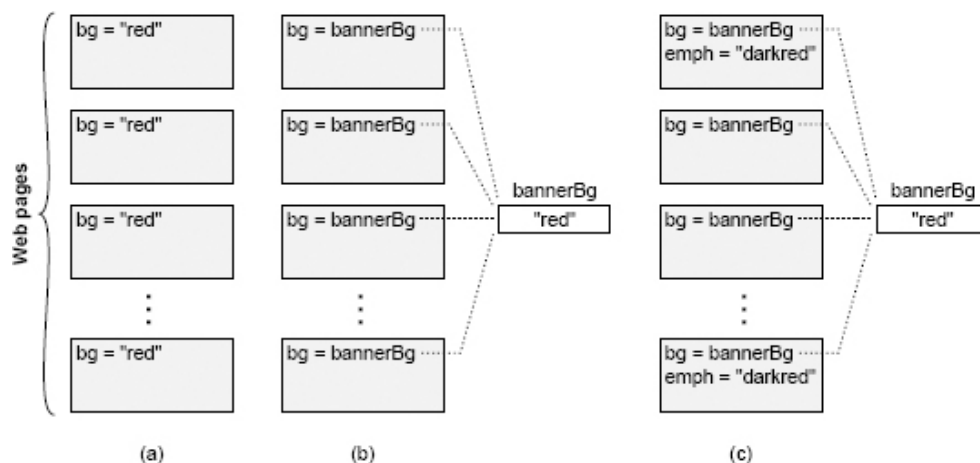 Web pages
bg = "red"
bg = "red"
bg = "red"
bg = "red"
(a)
bg = bannerBg
bg = bannerBg
bg = bannerBg
bg = bannerBg
bannerBg
"red"
(b)
bg = bannerBg
emph = "darkred"
bg = bannerBg
bg = bannerBg
bg = bannerBg
emph = "darkred"
bannerBg
"red"
(c)